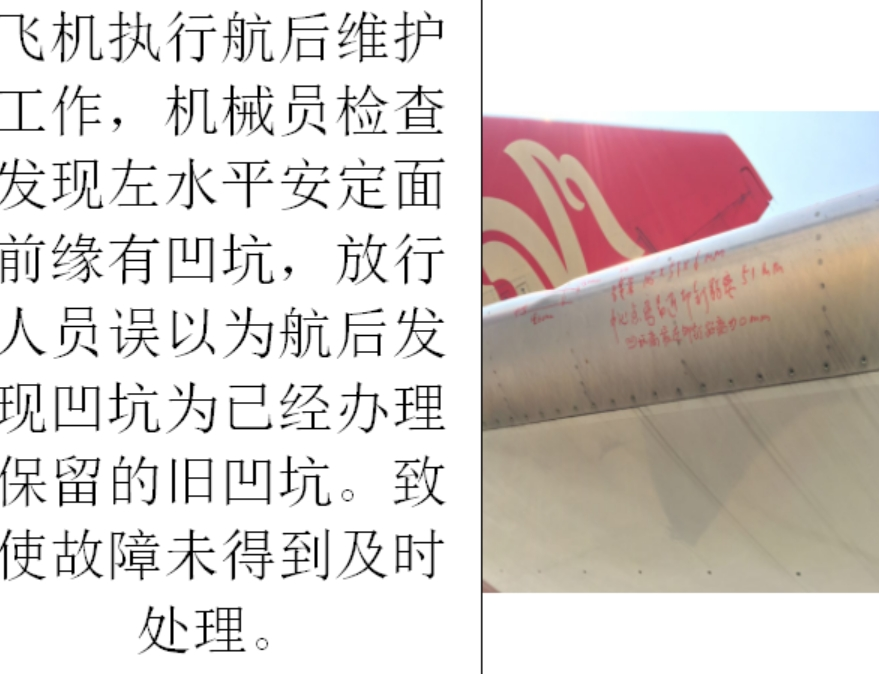 飞机执行航后维护
工作，机械员检查
发现左水平安定面
前缘有凹坑，放行
人员误以为航后发
现凹坑为已经办理
保留的旧凹坑。致
使故障未得到及时
处理。
mm
51mm
0mm